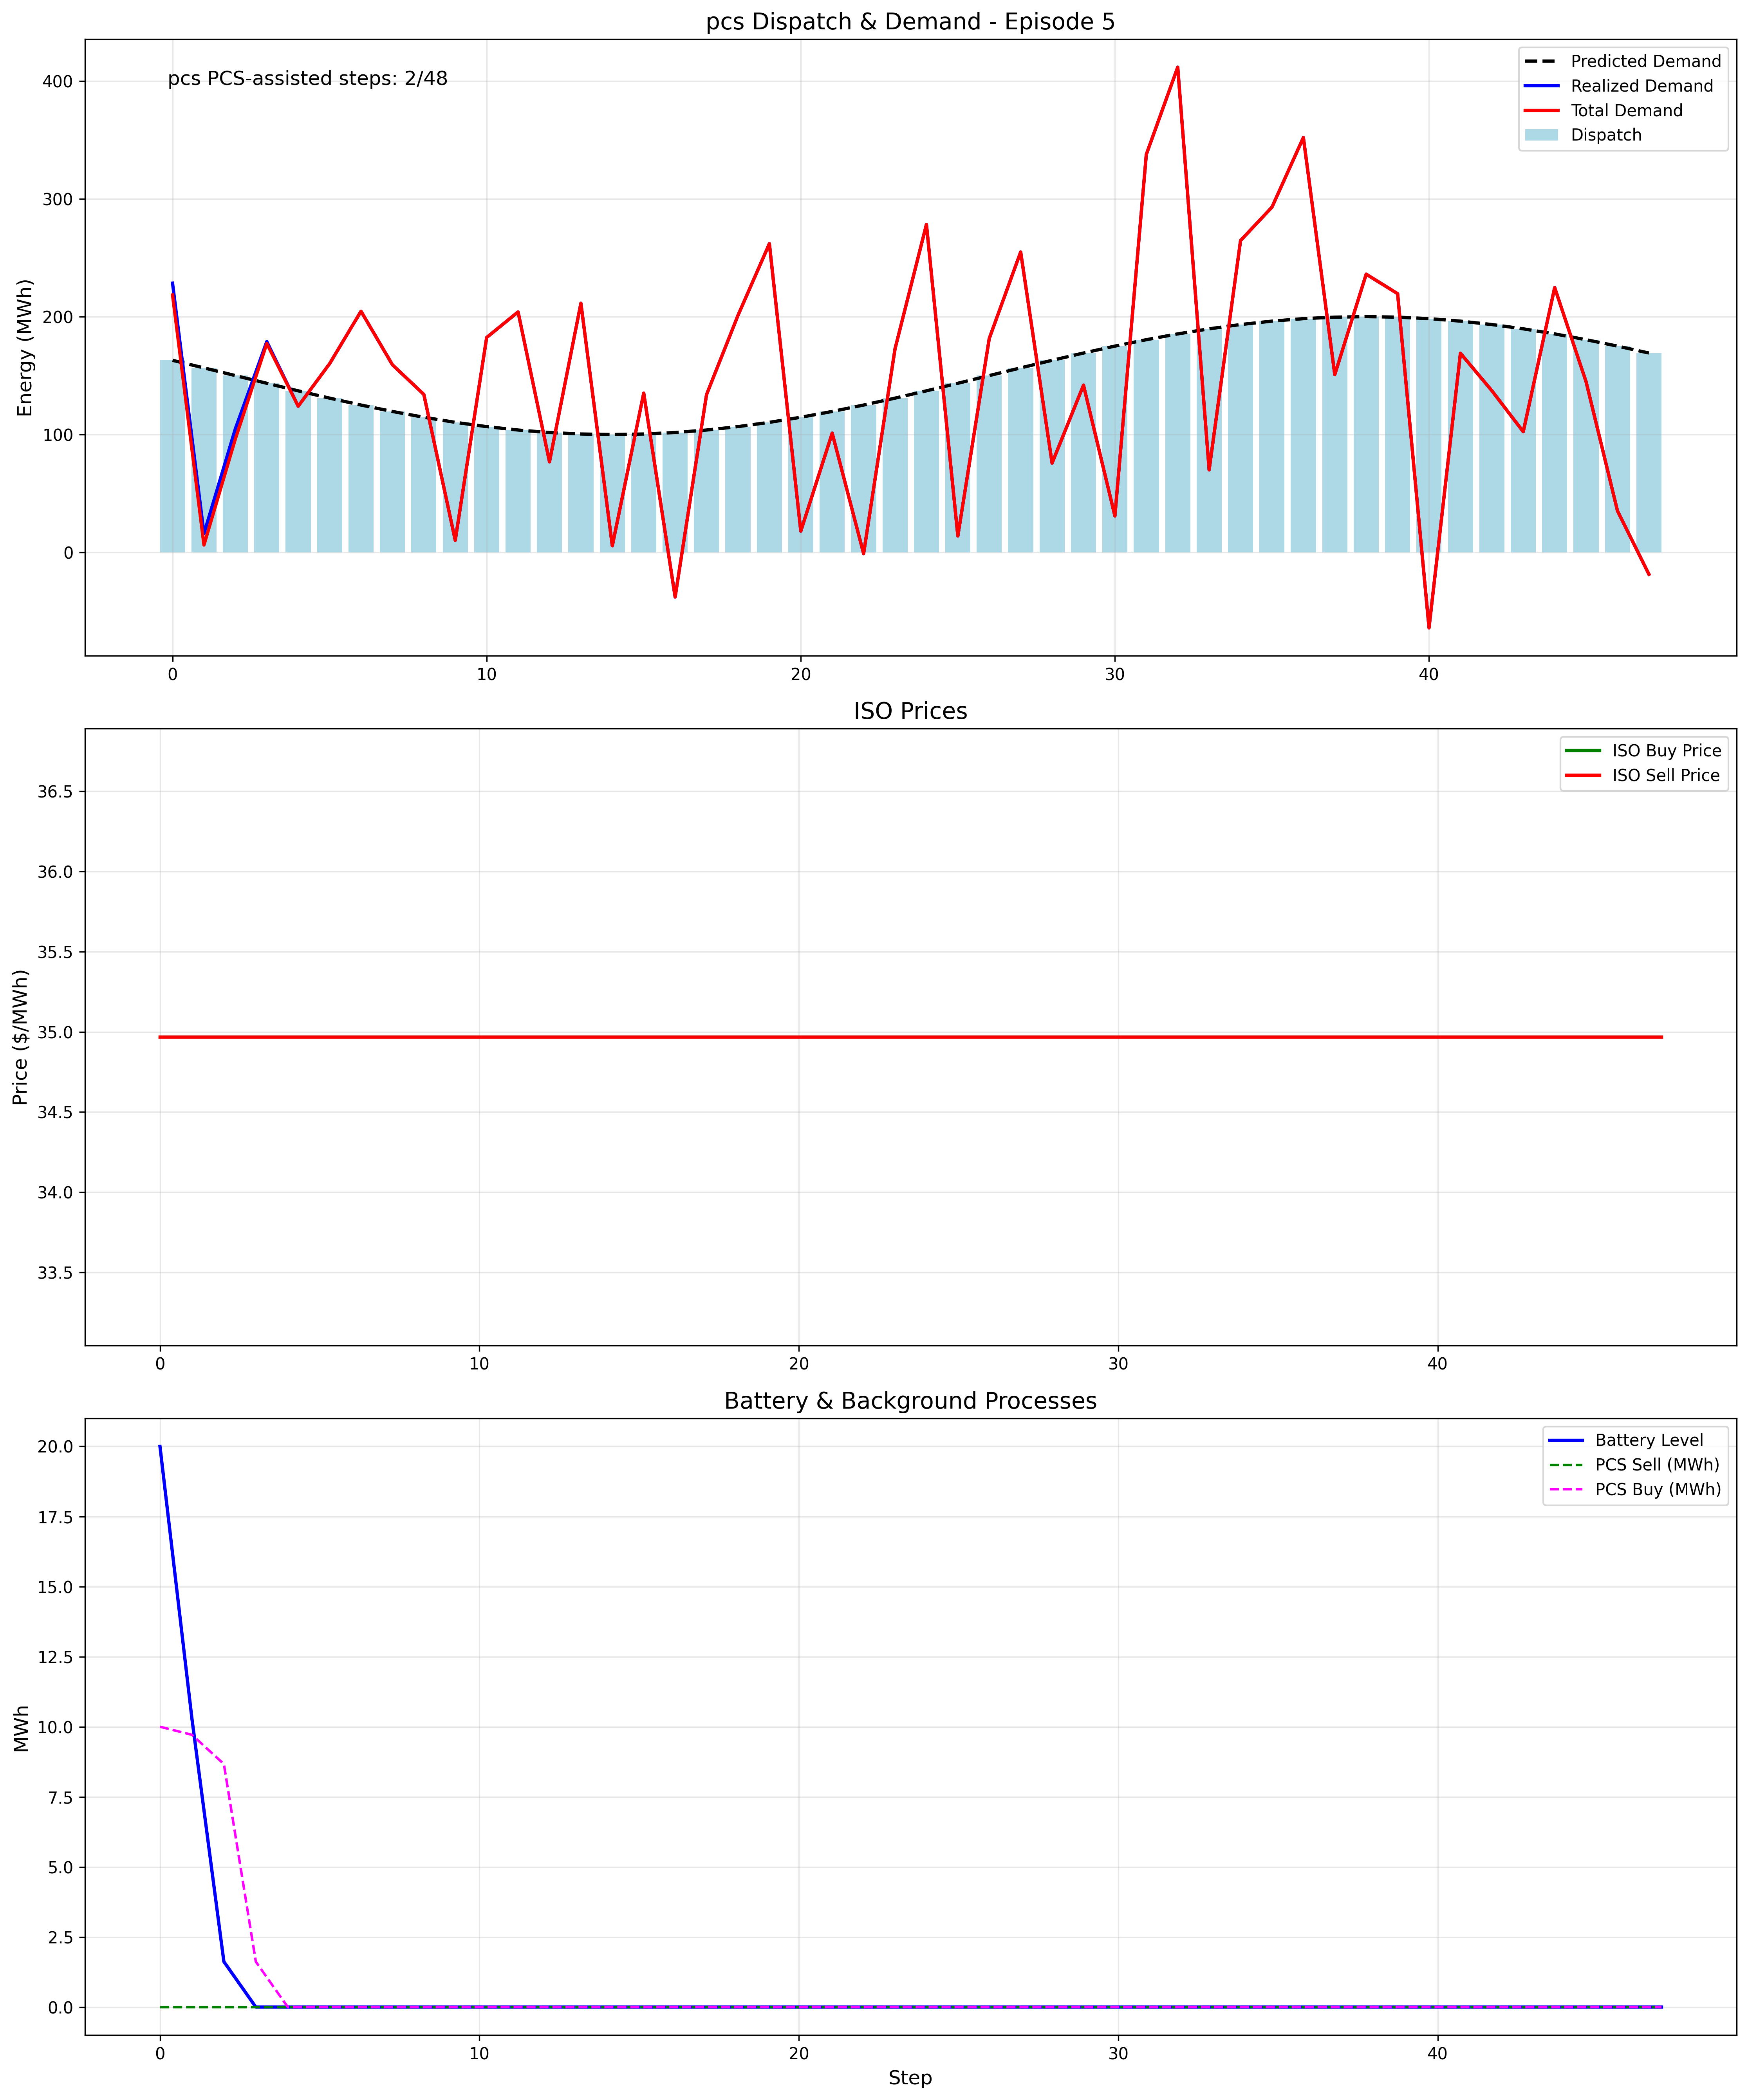 pcs Dispatch & Demand - Episode 5
pcs PCS-assisted steps: 2/48
Predicted Demand
Realized Demand
Total Demand
Dispatch
Energy (MWh)
400
300
200
100
0
0
10
20
30
40
ISO Prices
ISO Buy Price
ISO Sell Price
Price ($/MWh)
36.5
36.0
35.5
35.0
34.5
34.0
33.5
0
10
20
30
40
Battery & Background Processes
Battery Level
PCS Sell (MWh)
PCS Buy (MWh)
MWh
20.0
17.5
15.0
12.5
10.0
7.5
5.0
2.5
0.0
0
10
20
30
40
Step